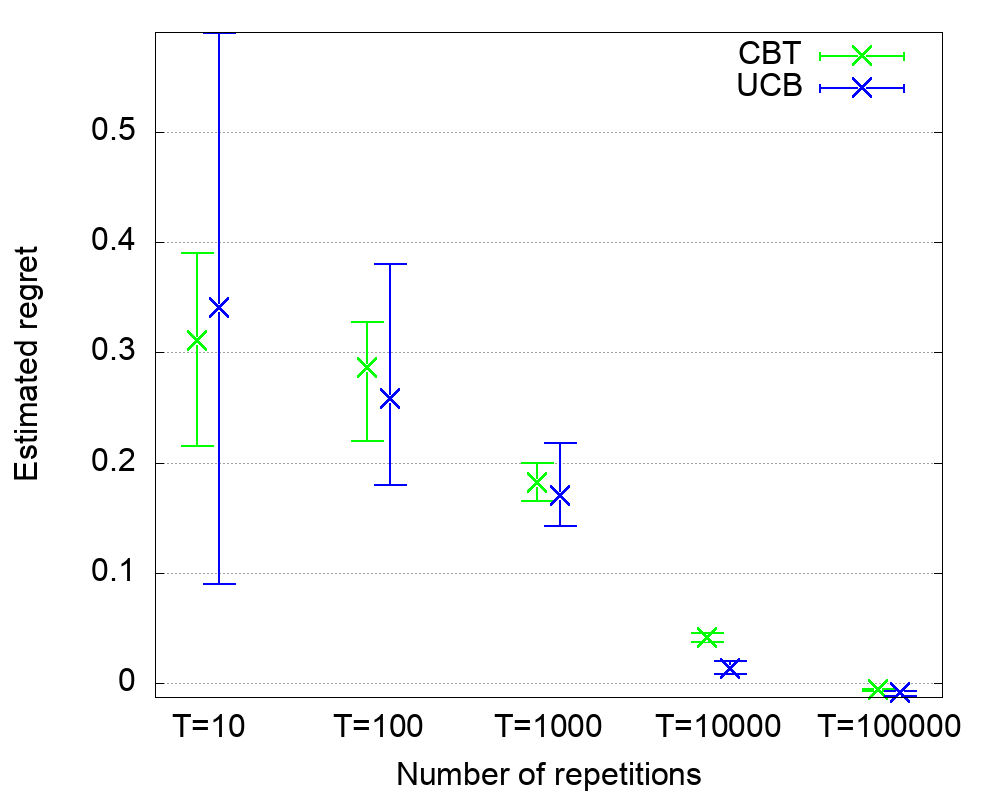 CBT
UCB
0.5
0.4
0.3
0.2
0.1
0
Estimated regret
T=10 T=100 T=1000 T=10000 T=100000
Number of repetitions